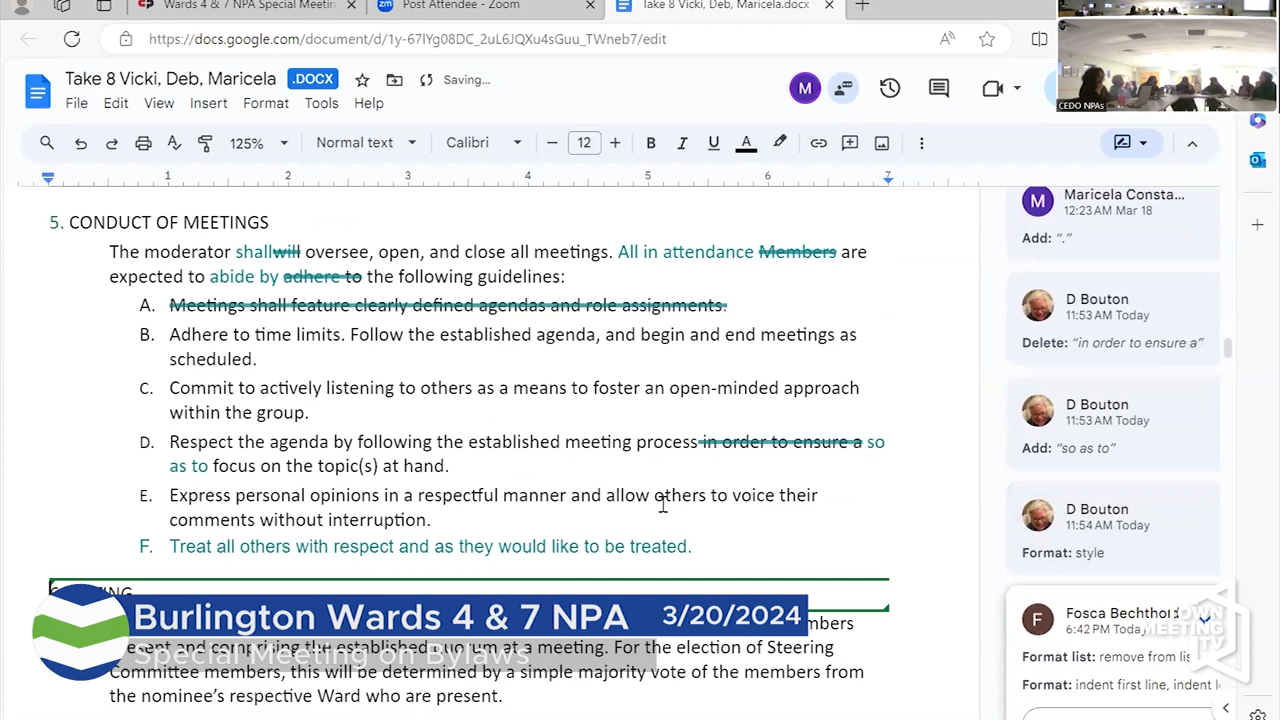 Wards 4 & 7 NPA Special Meetin
Post Attendee - Zoom
Take 8 Vicki, Deb, Maricela.docx
https://docs.google.com/document/d/1y-67lYg08DC_2uL6JQXu4sGuu_TWneb7/edit
Take 8 Vicki, Deb, Maricela .DOCX Saving...
File Edit View Insert Format Tools Help
125% Normal text Calibri 12 B I U A
1 2 3 4 5 6 7
5. CONDUCT OF MEETINGS
The moderator shallwill oversee, open, and close all meetings. All in attendance Members are
expected to abide by adhere to the following guidelines:
A. Meetings shall feature clearly defined agendas and role assignments.
B. Adhere to time limits. Follow the established agenda, and begin and end meetings as
scheduled.
C. Commit to actively listening to others as a means to foster an open-minded approach
within the group.
D. Respect the agenda by following the established meeting process in order to ensure a so
as to focus on the topic(s) at hand.
E. Express personal opinions in a respectful manner and allow others to voice their
comments without interruption.
F. Treat all others with respect and as they would like to be treated.
embers
present and comprising the established quorum at a meeting. For the election of Steering
Committee members, this will be determined by a simple majority vote of the members from
the nominee's respective Ward who are present.
M
CEDO NPAs
M Maricela Consta...
12:23 AM Mar 18
Add: “.”
D Bouton
11:53 AM Today
Delete: “in order to ensure a”
D Bouton
11:53 AM Today
Add: “so as to”
D Bouton
11:54 AM Today
Format: style
F Fosca Bechtho
6:42 PM Today
Format list: remove from lis
Format: indent first line, indent l
Burlington Wards 4 & 7 NPA 3/20/2024
Special Meeting on Bylaws
TOWN
MEETING
TV